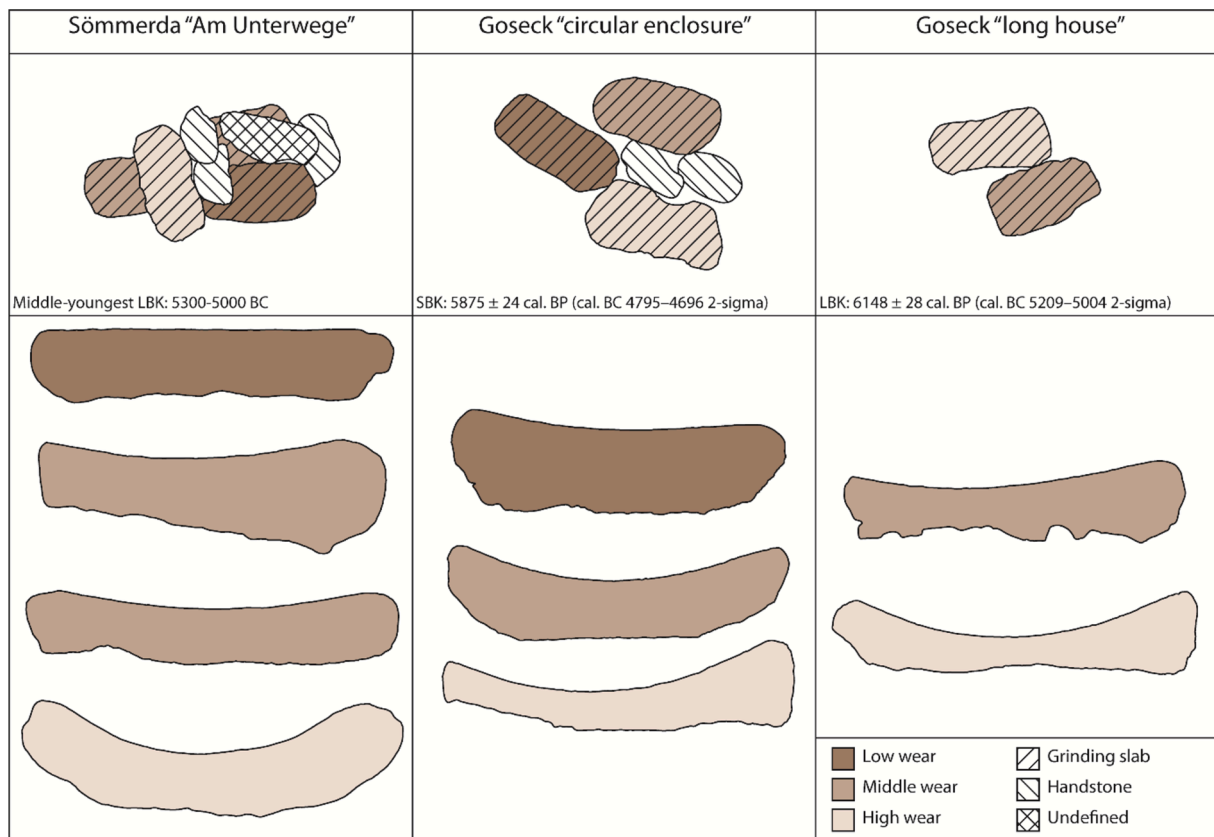 Sömmerda “Am Unterwege”
Goseck “circular enclosure”
Goseck “long house”
Middle-youngest LBK: 5300-5000 BC
SBK: 5875 ± 24 cal. BP (cal. BC 4795–4696 2-sigma)
LBK: 6148 ± 28 cal. BP (cal. BC 5209–5004 2-sigma)
Low wear
Grinding slab
Middle wear
Handstone
High wear
Undefined